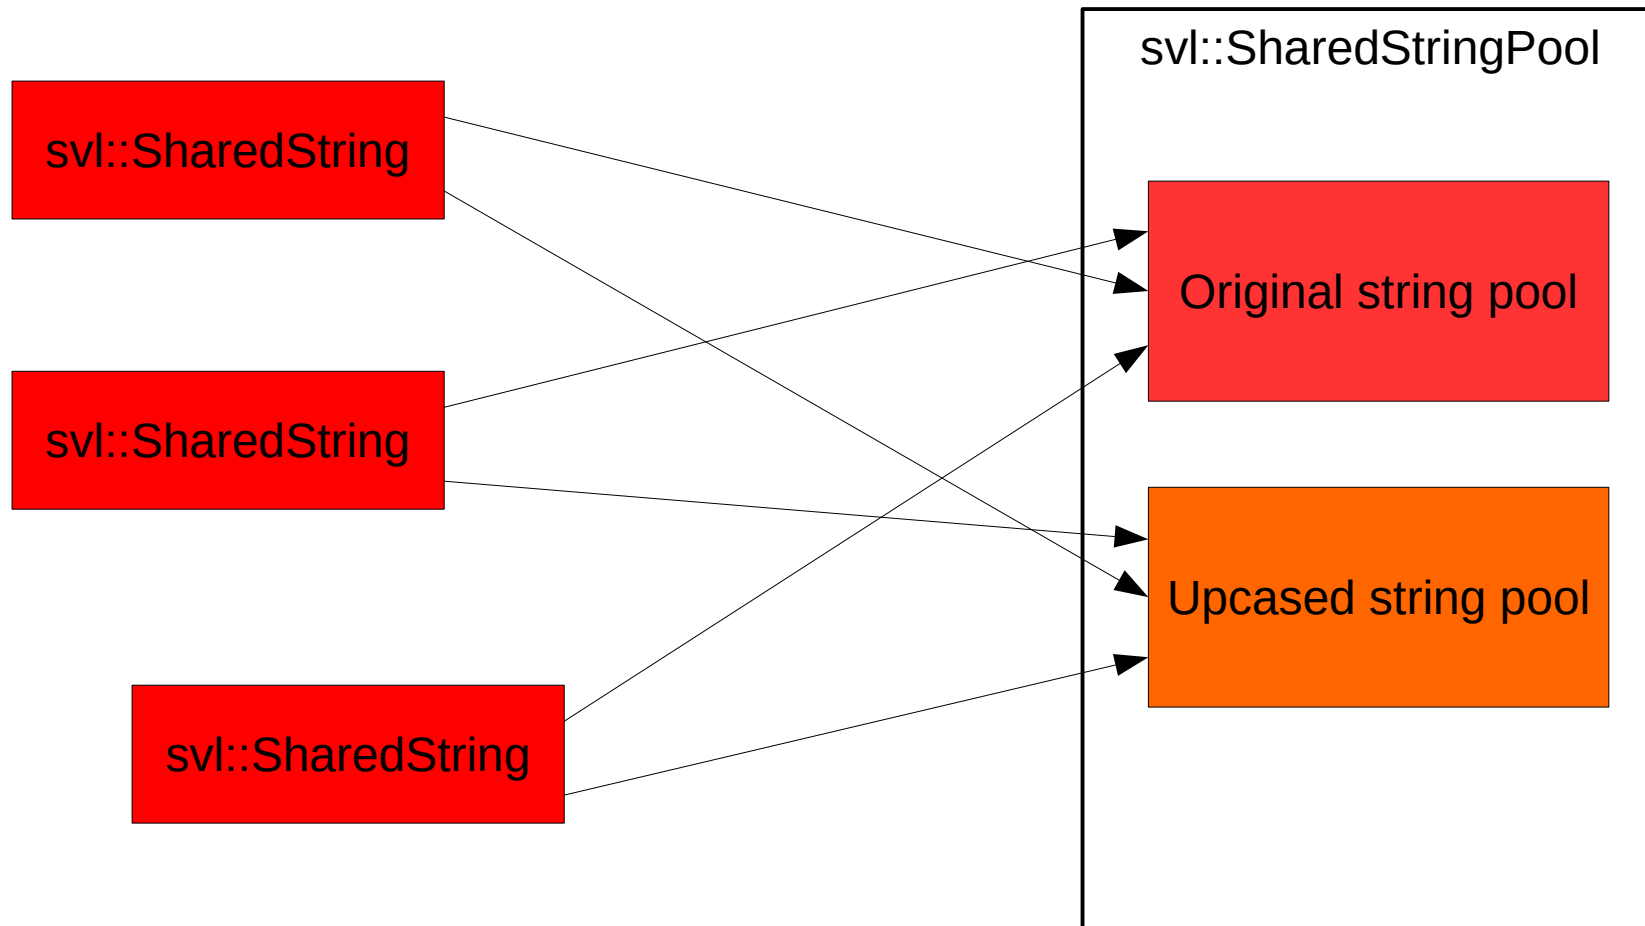 svl::SharedStringPool
svl::SharedString
Original string pool
svl::SharedString
Upcased string pool
svl::SharedString